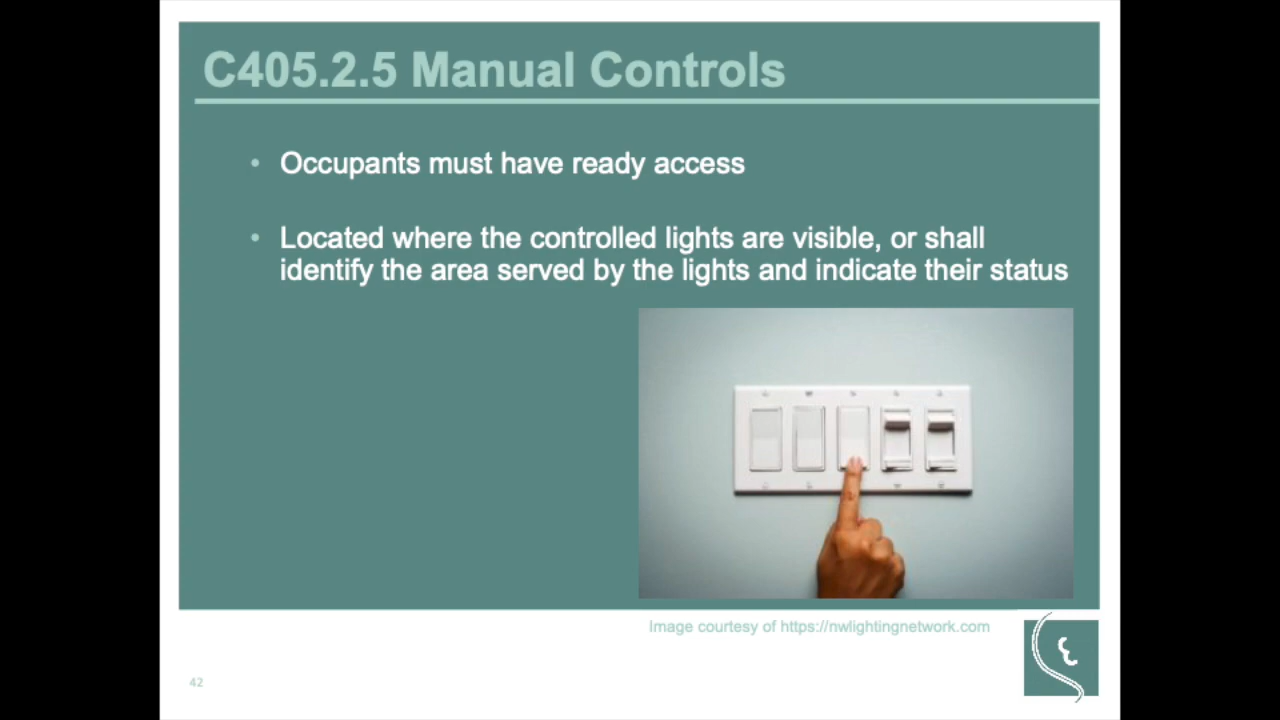 C405.2.5 Manual Controls
• Occupants must have ready access
• Located where the controlled lights are visible, or shall
identify the area served by the lights and indicate their status
Image courtesy of https://nwlightingnetwork.com
42